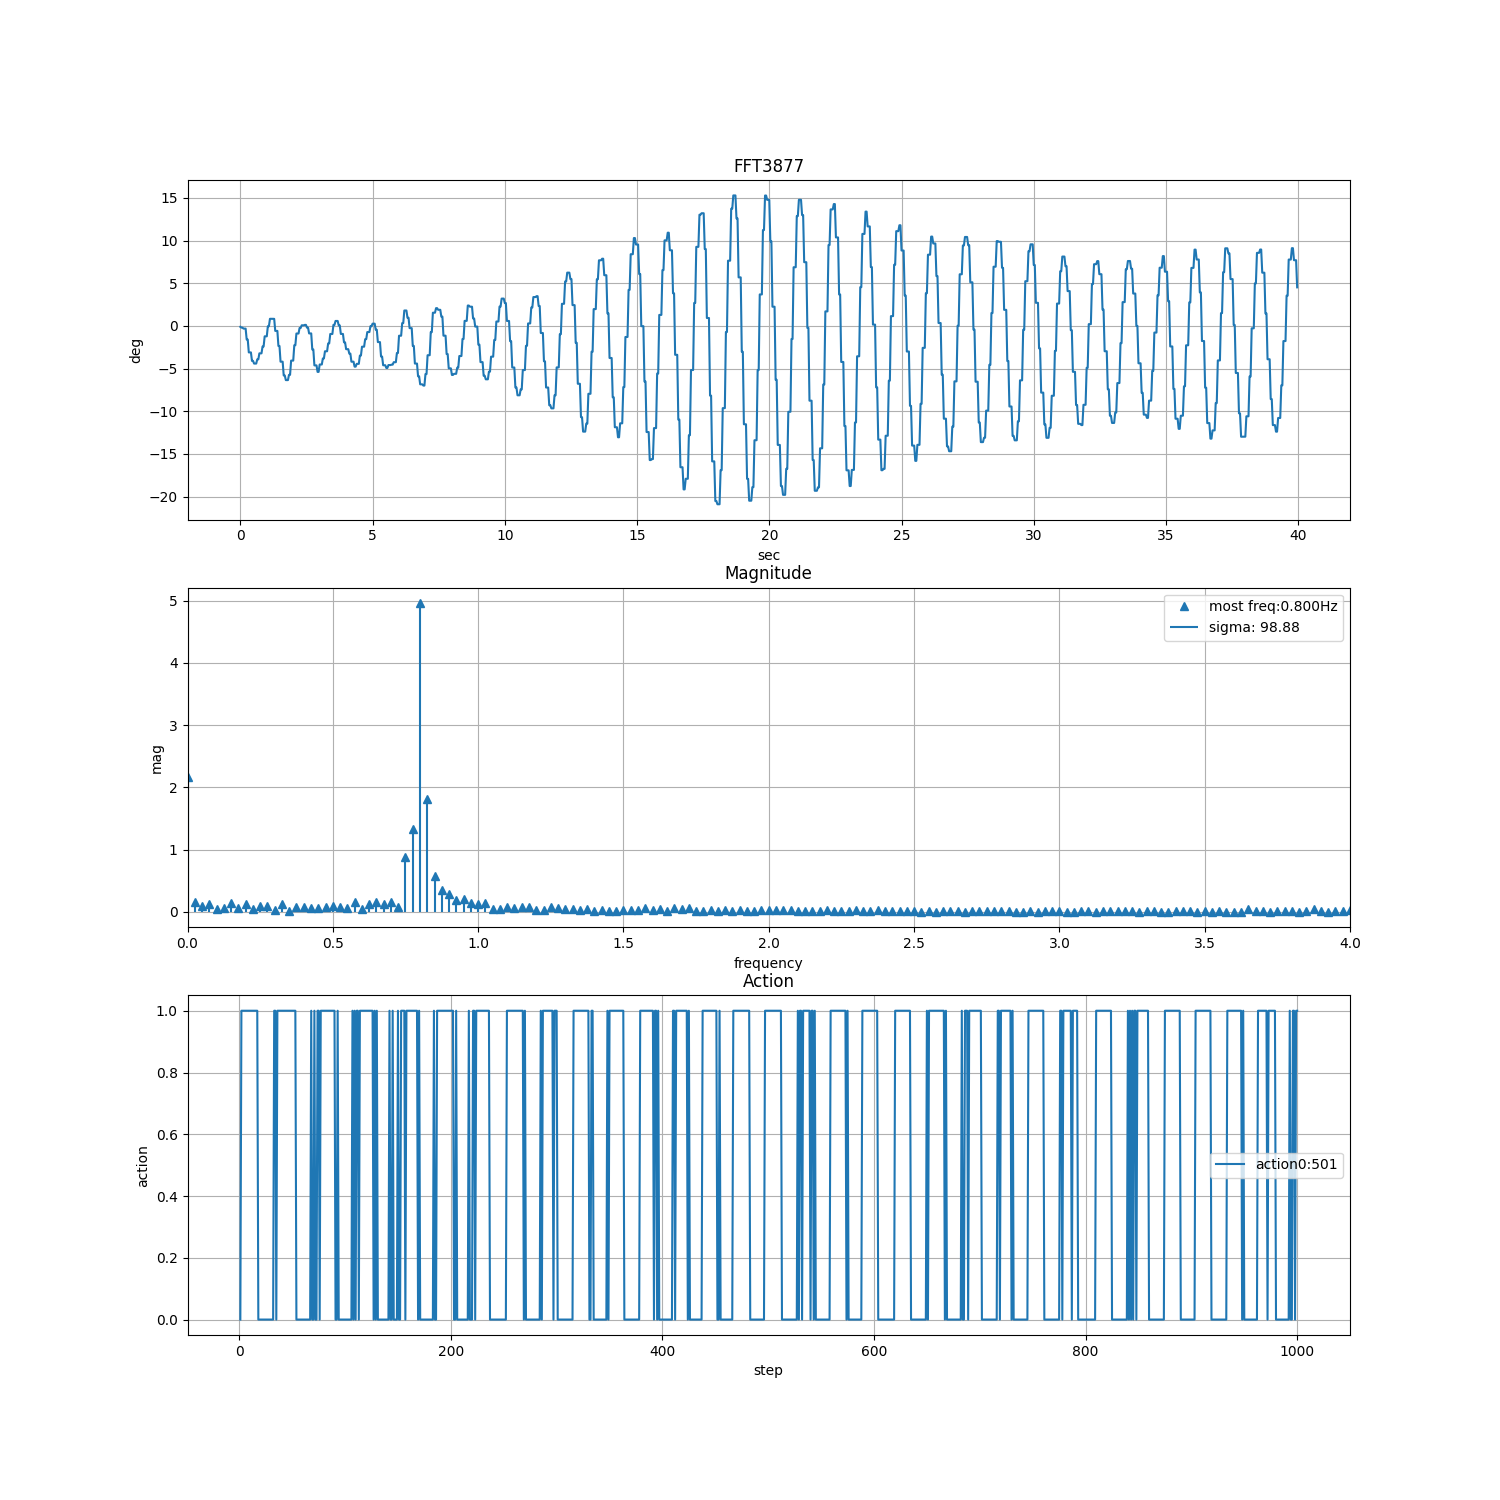 FFT3877
15
10
5
0
−5
−10
−15
−20
deg
0 5 10 15 20 25 30 35 40
sec
Magnitude
5
4
3
2
1
0
mag
most freq:0.800Hz
sigma: 98.88
0.0 0.5 1.0 1.5 2.0 2.5 3.0 3.5 4.0
frequency
Action
1.0
0.8
0.6
0.4
0.2
0.0
action
action0:501
0 200 400 600 800 1000
step